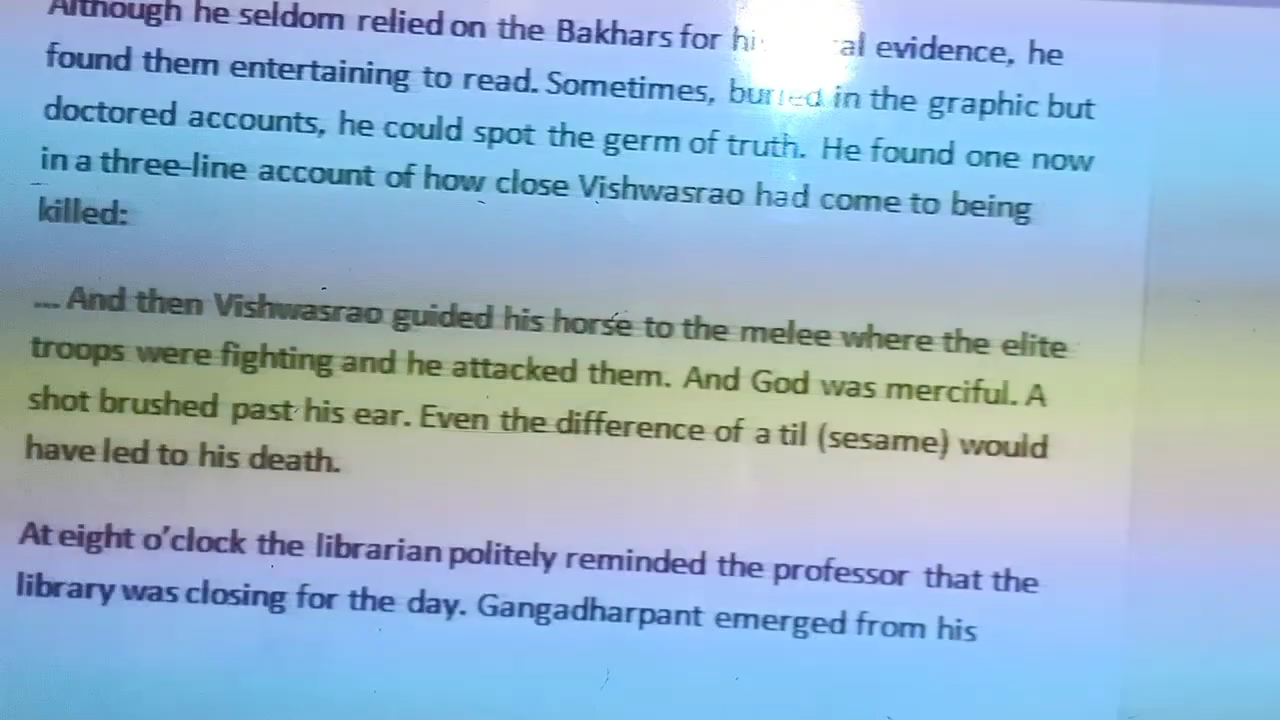 Although he seldom relied on the Bakhars for evidence, he
found them entertaining to read. Sometimes, buried in the graphic but
doctored accounts, he could spot the germ of truth. He found one now
in a three-line account of how close Vishwasrao had come to being
killed:
... And then Vishwasrao guided his horse to the melee where the elite
troops were fighting and he attacked them. And God was merciful. A
shot brushed past his ear. Even the difference of a til (sesame) would
have led to his death.
At eight o'clock the librarian politely reminded the professor that the
library was closing for the day. Gangadharpant emerged from his